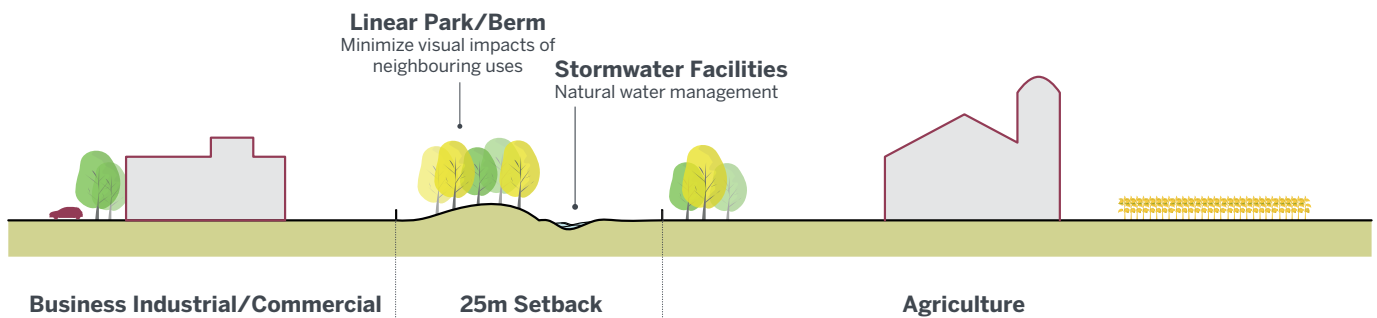 Linear Park/Berm
Minimize visual impacts of
neighbouring uses
Stormwater Facilities
Natural water management
Business Industrial/Commercial
25m Setback
Agriculture